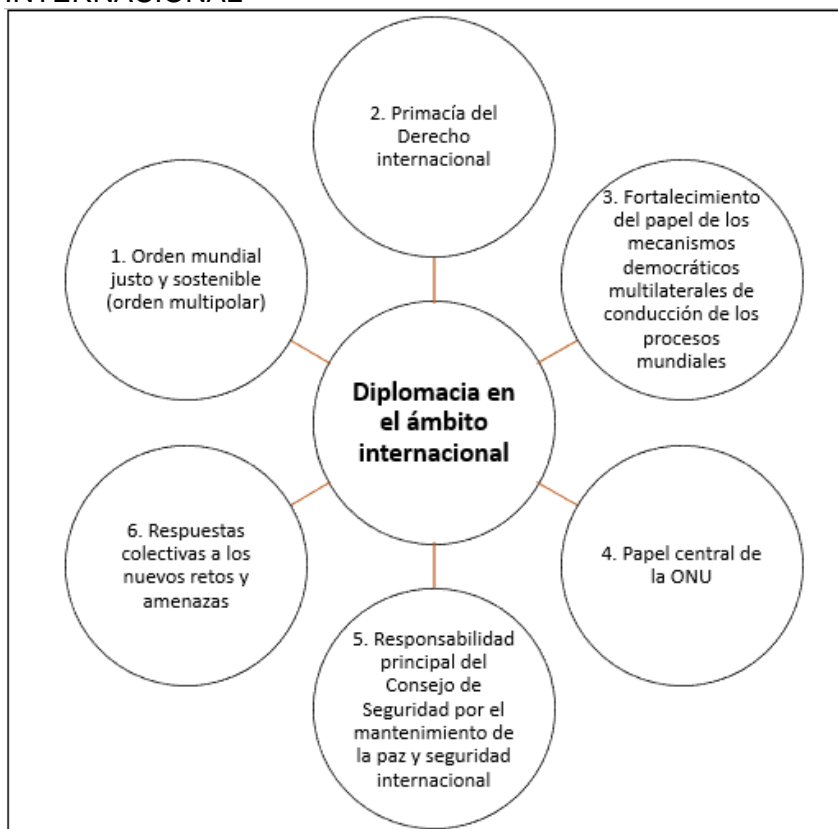 INTERNACIONAL
2. Primacía del
Derecho
internacional
1. Orden mundial
justo y sostenible
(orden multipolar)
3. Fortalecimiento
del papel de los
mecanismos
democráticos
multilaterales de
conducción de los
procesos
mundiales
Diplomacia en
el ámbito
internacional
6. Respuestas
colectivas a los
nuevos retos y
amenazas
4. Papel central de
la ONU
5. Responsabilidad
principal del
Consejo de
Seguridad por el
mantenimiento de
la paz y seguridad
internacional